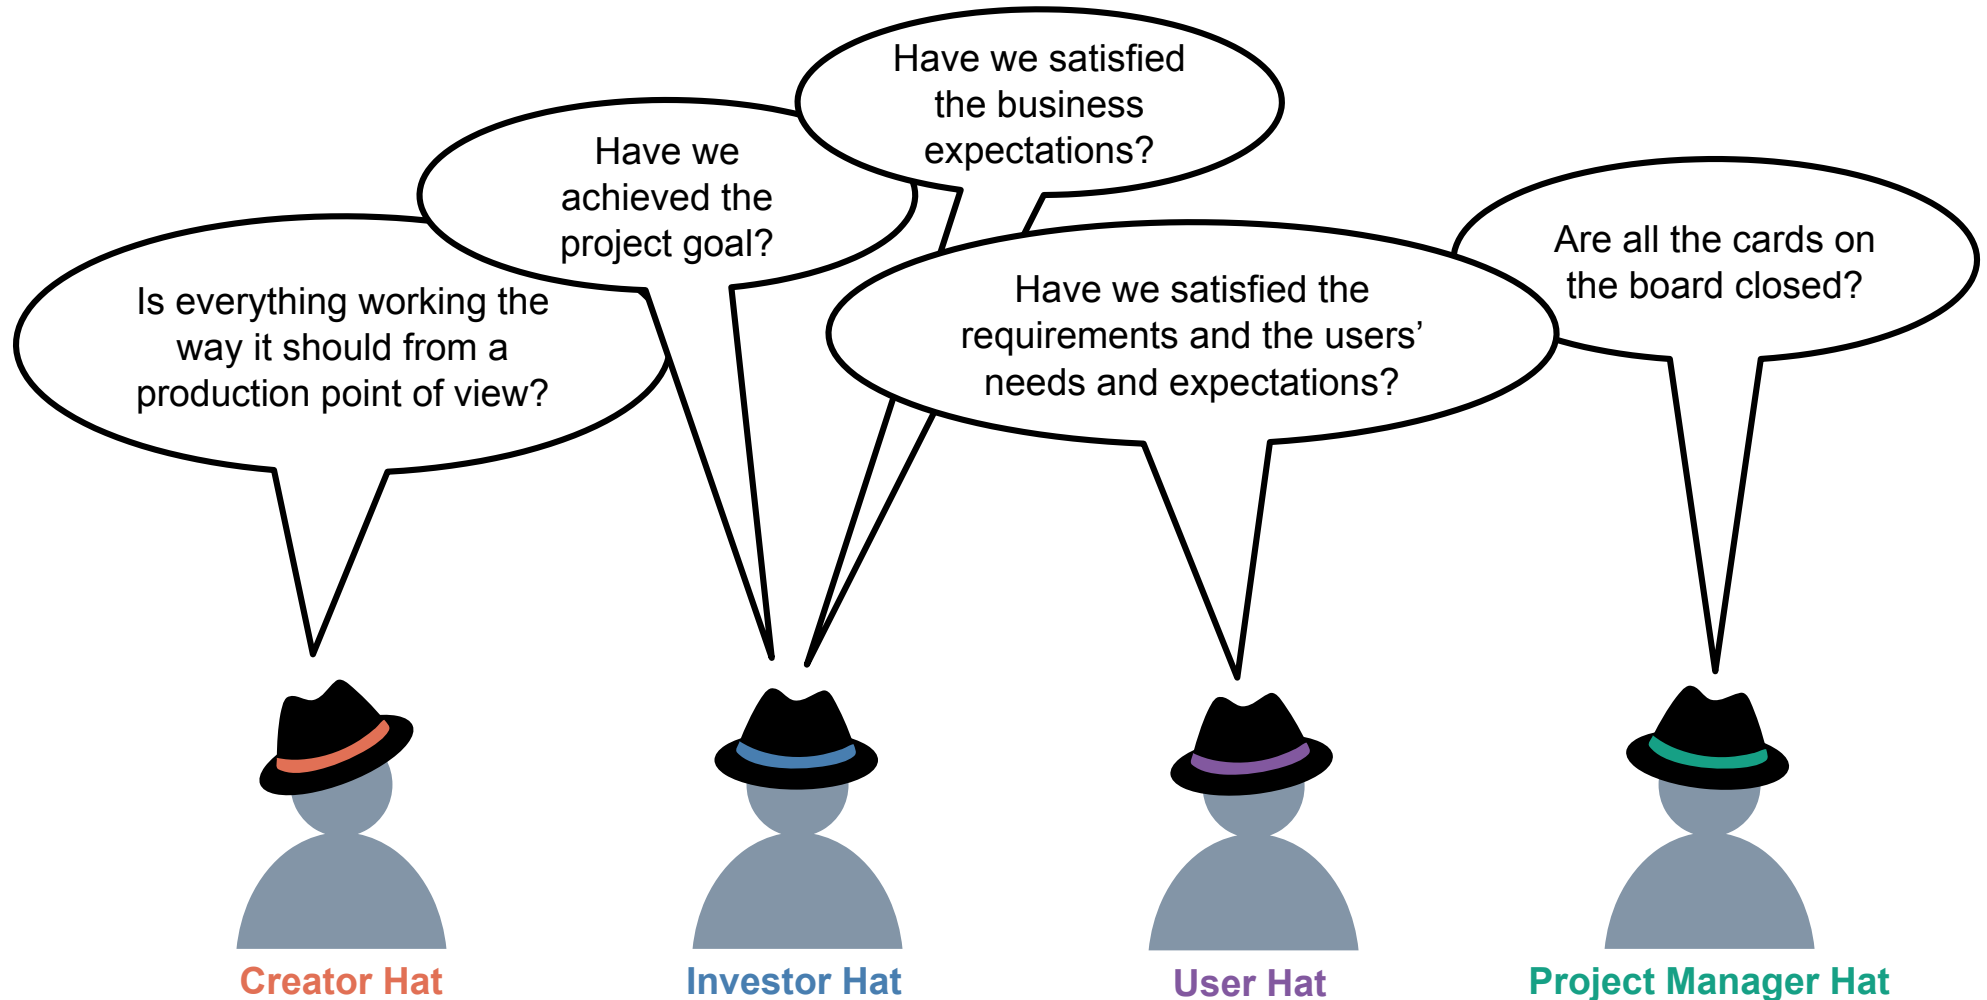 Have we satisfied
the business
expectations?
Have we
achieved the
project goal?
Are all the cards on
the board closed?
Is everything working the
way it should from a
production point of view?
Have we satisfied the
requirements and the users’
needs and expectations?
Creator Hat
Investor Hat
User Hat
Project Manager Hat